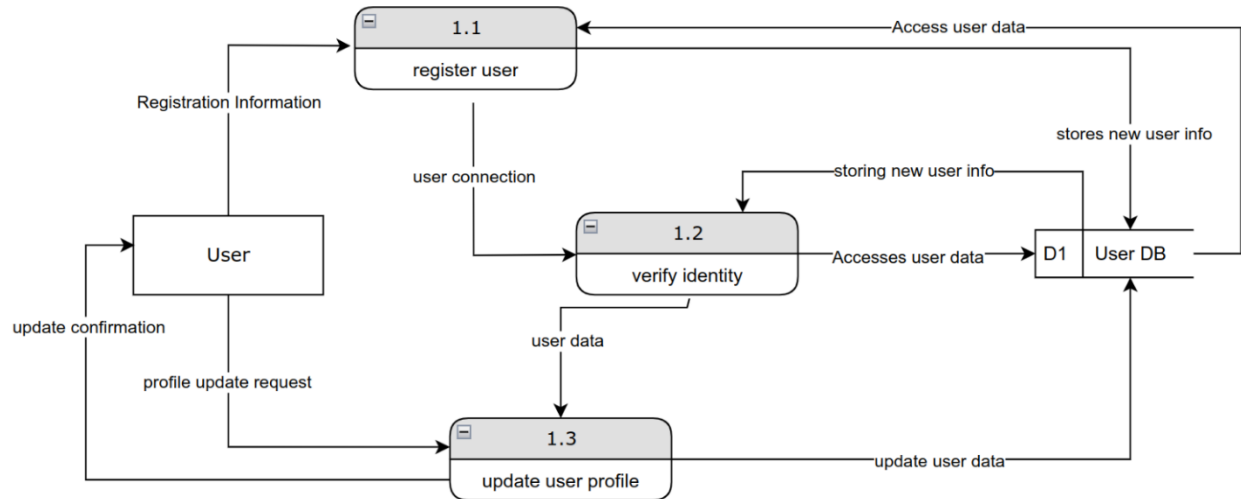 1.1
Access user data
register user
Registration Information
stores new user info
user connection
storing new user info
1.2
User
Accesses user data
D1
User DB
verify identity
update confirmation
user data
profile update request
1.3
update user data
update user profile